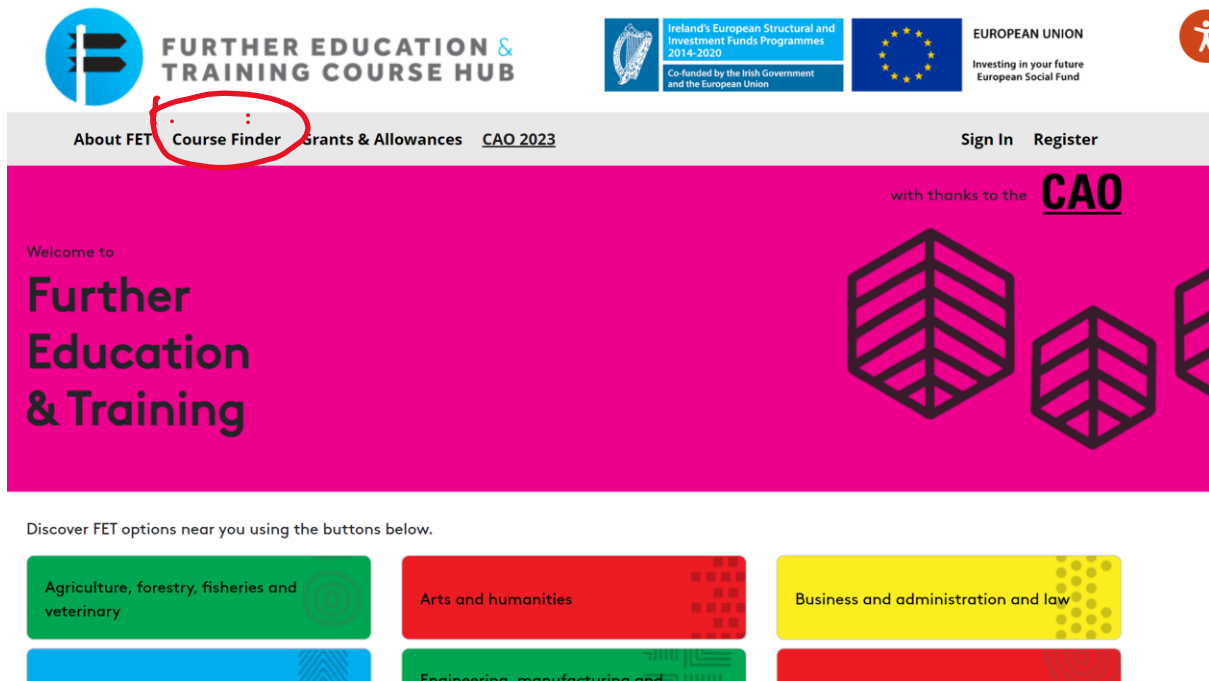 FURTHER EDUCATION &
TRAINING COURSE HUB
Ireland's European Structural and
Investment Funds Programmes
2014-2020
Co-funded by the Irish Government
and the European Union
EUROPEAN UNION
Investing in your future
European Social Fund
About FET Course Finder Grants & Allowances CAO 2023 Sign In Register
with thanks to the CAO
Welcome to
Further
Education
& Training
Discover FET options near you using the buttons below.
Agriculture, forestry, fisheries and
veterinary
Arts and humanities
Business and administration and law
Engineering, manufacturing and